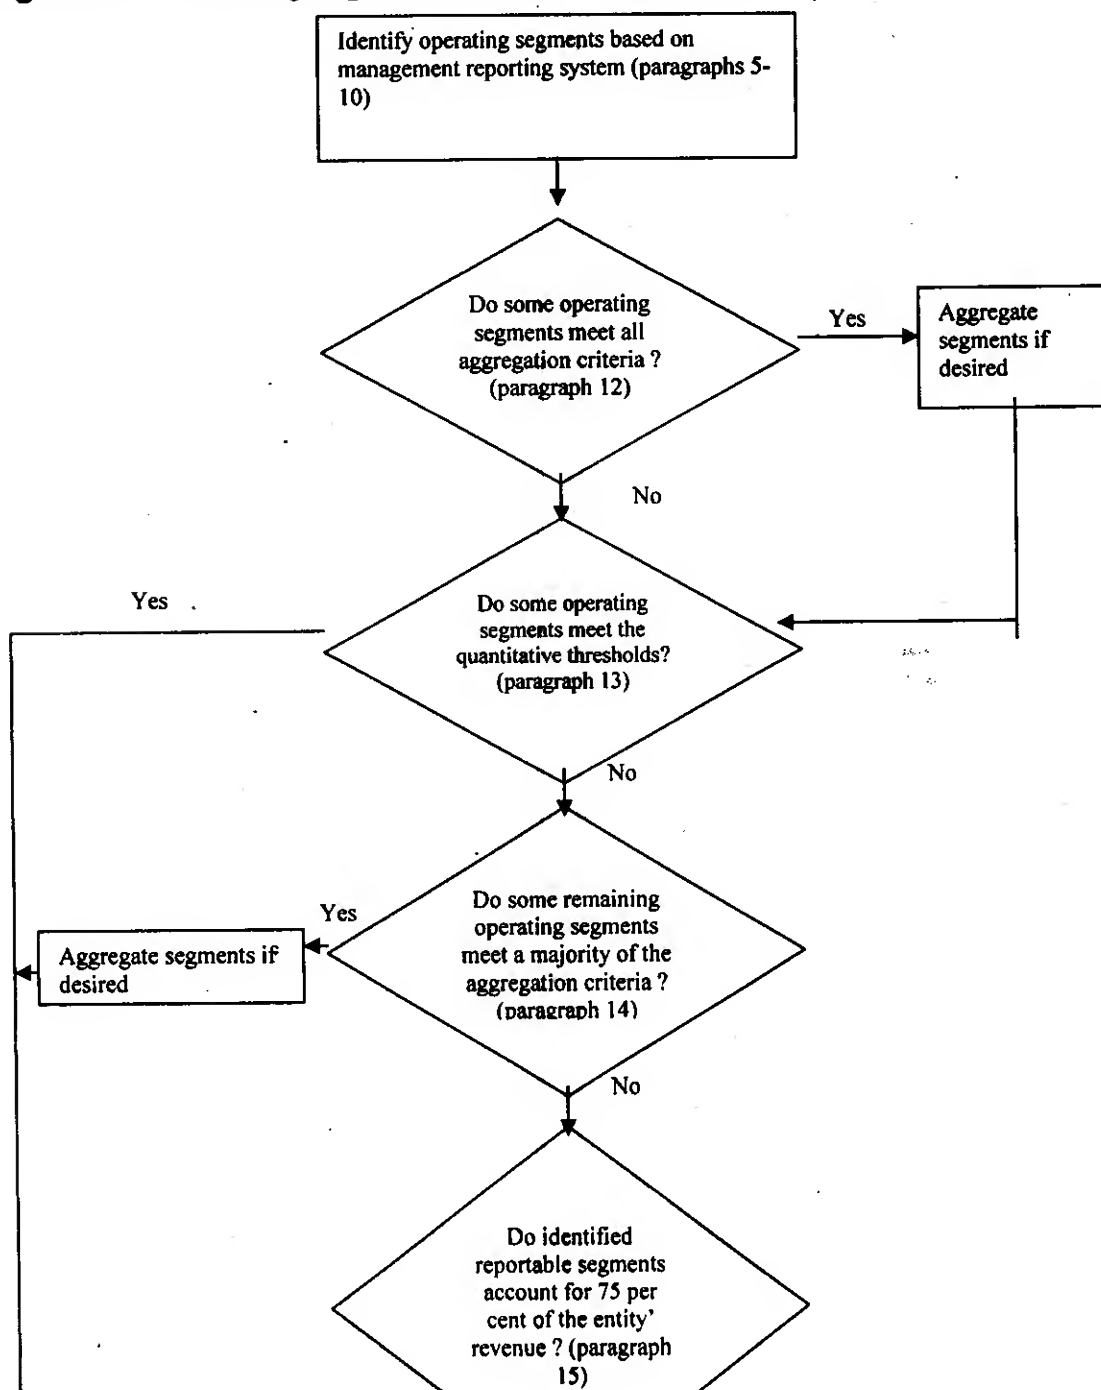 Identify operating segments based on
management reporting system (paragraphs 5-
10)
Do some operating
segments meet all
aggregation criteria ?
(paragraph 12)
Yes
Aggregate
segments if
desired
No
Yes
Do some operating
segments meet the
quantitative thresholds?
(paragraph 13)
No
Do some remaining
operating segments
meet a majority of the
aggregation criteria ?
(paragraph 14)
Yes
Aggregate segments if
desired
No
Do identified
reportable segments
account for 75 per
cent of the entity'
revenue ? (paragraph
15)